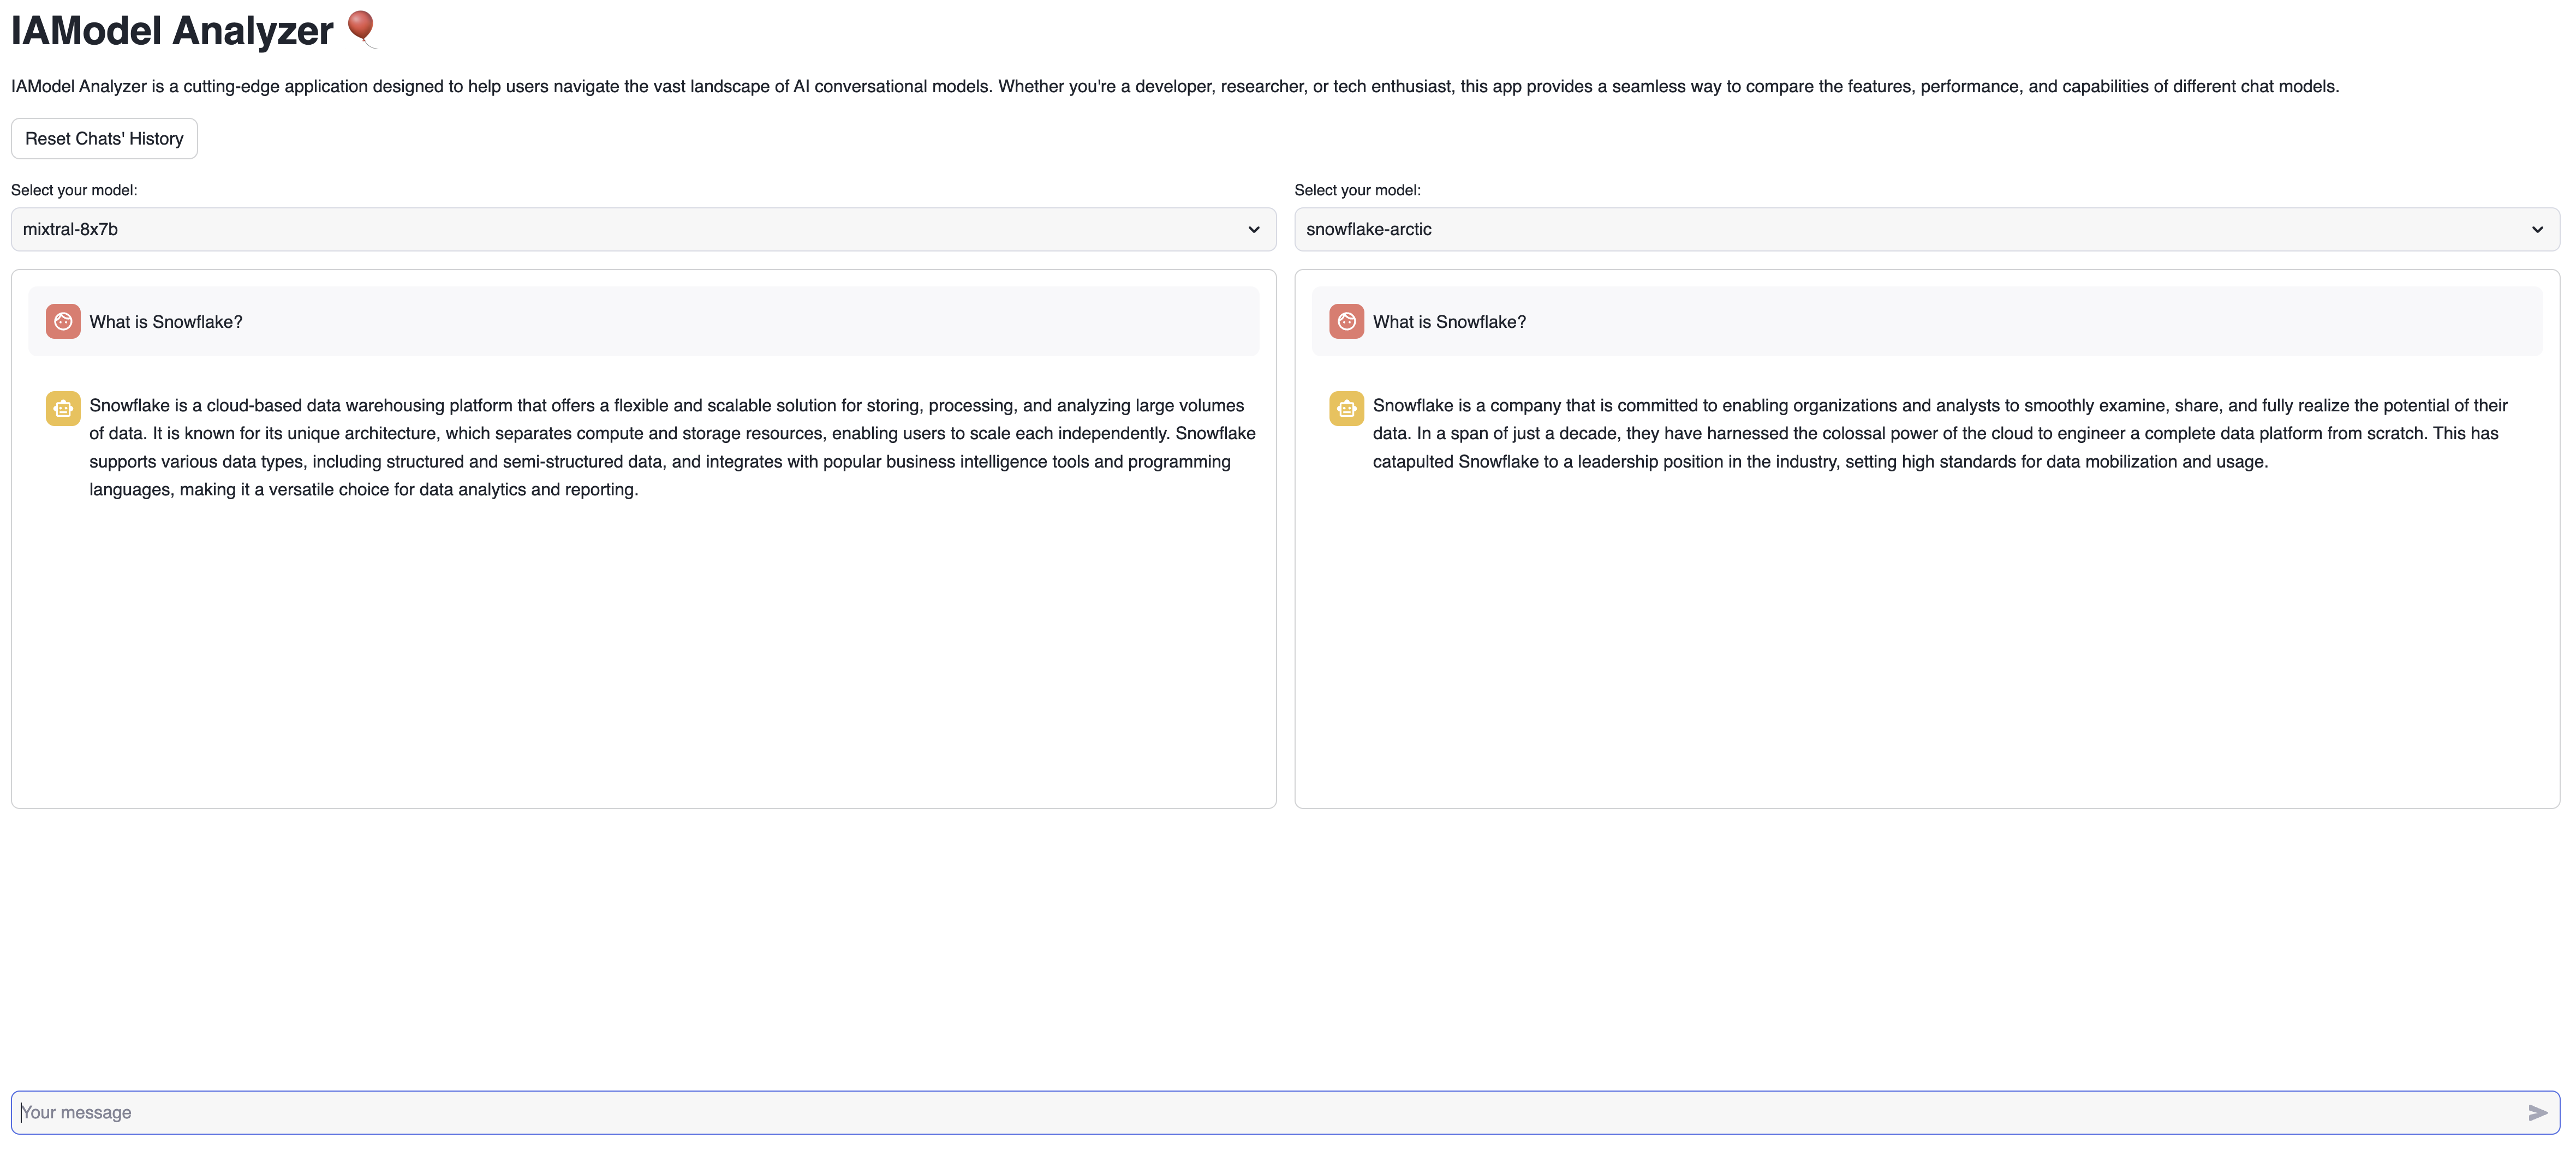 IAModel Analyzer 🎈
IAModel Analyzer is a cutting-edge application designed to help users navigate the vast landscape of AI conversational models. Whether you're a developer, researcher, or tech enthusiast, this app provides a seamless way to compare the features, performance, and capabilities of different chat models.
Reset Chats' History
Select your model:
mixtral-8x7b
What is Snowflake?
Snowflake is a cloud-based data warehousing platform that offers a flexible and scalable solution for storing, processing, and analyzing large volumes
of data. It is known for its unique architecture, which separates compute and storage resources, enabling users to scale each independently. Snowflake
supports various data types, including structured and semi-structured data, and integrates with popular business intelligence tools and programming
languages, making it a versatile choice for data analytics and reporting.
Select your model:
snowflake-arctic
What is Snowflake?
Snowflake is a company that is committed to enabling organizations and analysts to smoothly examine, share, and fully realize the potential of their
data. In a span of just a decade, they have harnessed the colossal power of the cloud to engineer a complete data platform from scratch. This has
catapulted Snowflake to a leadership position in the industry, setting high standards for data mobilization and usage.
Your message